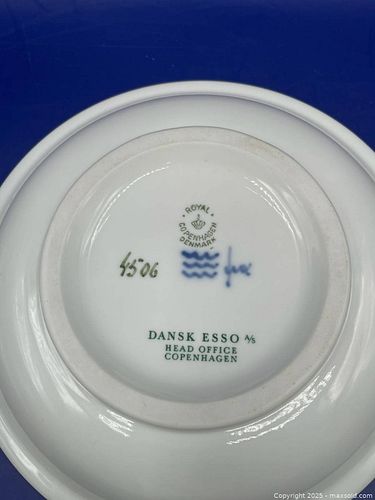 ROYAL
COPENHAGEN
DENMARK
4506
DANSK ESSO A/S
HEAD OFFICE
COPENHAGEN
Copyright 2025 - maxsold.com